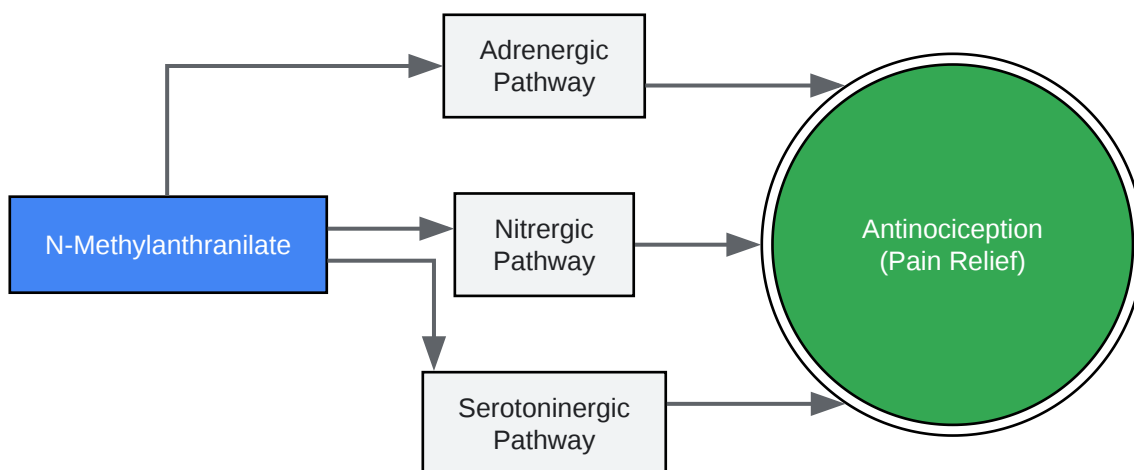 Adrenergic
Pathway
N-Methylanthranilate
Nitrergic
Pathway
Antinociception
(Pain Relief)
Serotoninergic
Pathway